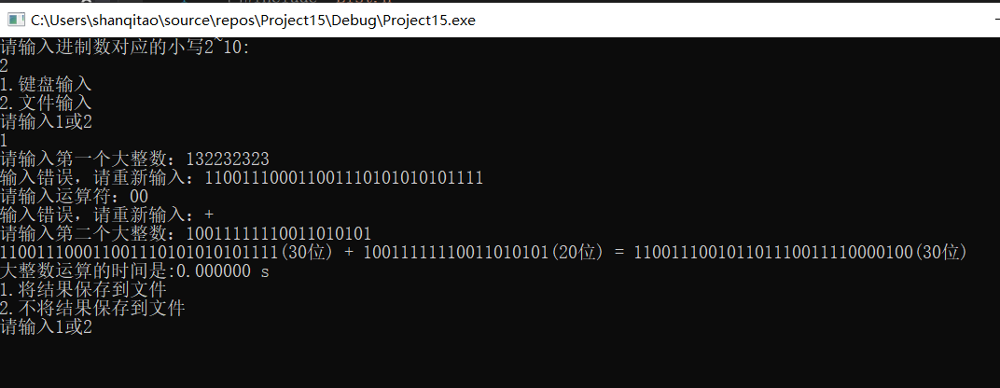 C:\Users\shanqitao\source\repos\Project15\Debug\Project15.exe
请输入进制数对应的小写2~10:
2
1.键盘输入
2.文件输入
请输入1或2
1
请输入第一个大整数：132232323
输入错误，请重新输入：110011100011001110101010101111
请输入运算符：00
输入错误，请重新输入：+
请输入第二个大整数：10011111110011010101
110011100011001110101010101111(30位) + 10011111110011010101(20位) = 110011100101101110011110000100(30位)
大整数运算的时间是:0.000000 s
1.将结果保存到文件
2.不将结果保存到文件
请输入1或2